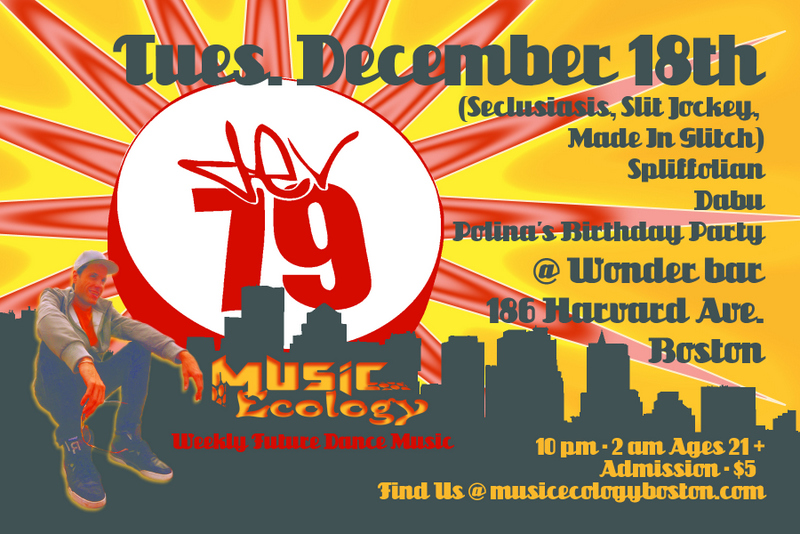 Tues. December 18th
dev
79
(Seclusiasis, Slit Jockey,
Made In Glitch)
Spliffolian
Dabu
Polina's Birthday Party
@ Wonder bar
186 Harvard Ave.
Boston
Music
Ecology
Weekly Future Dance Music
10 pm - 2 am Ages 21 +
Admission - $5
Find Us @ musicecologyboston.com